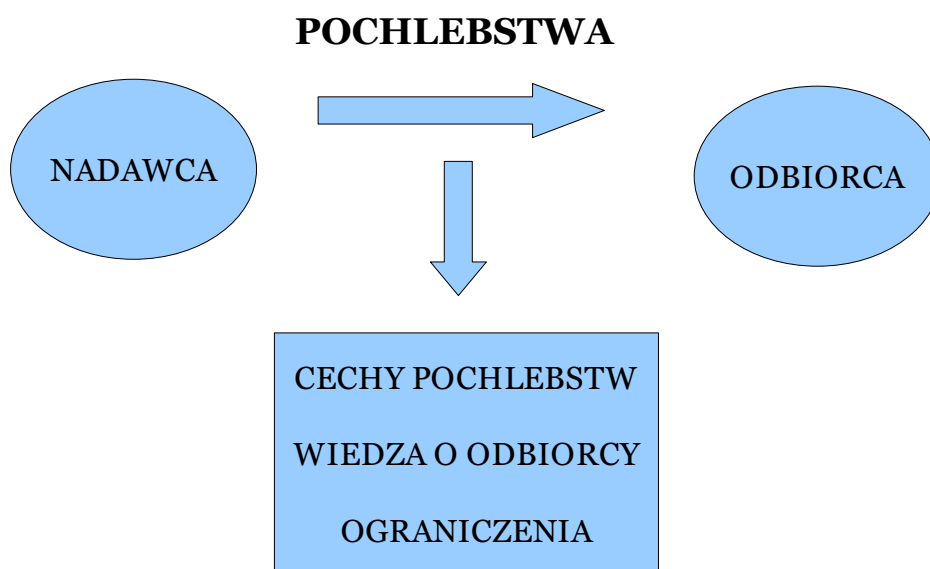 POCHLEBSTWA
NADAWCA
ODBIORCA
CECHY POCHLEBSTW
WIEDZA O ODBIORCY
OGRANICZENIA